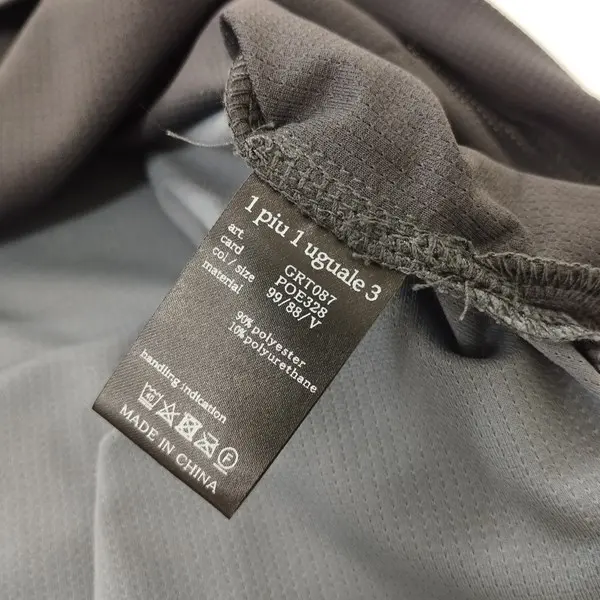 1 piu 1 uguale 3
art. GRT087
card POE328
col / size 99/88/V
material 90% polyester
10% polyurethane
handling indication
40 F
MADE IN CHINA